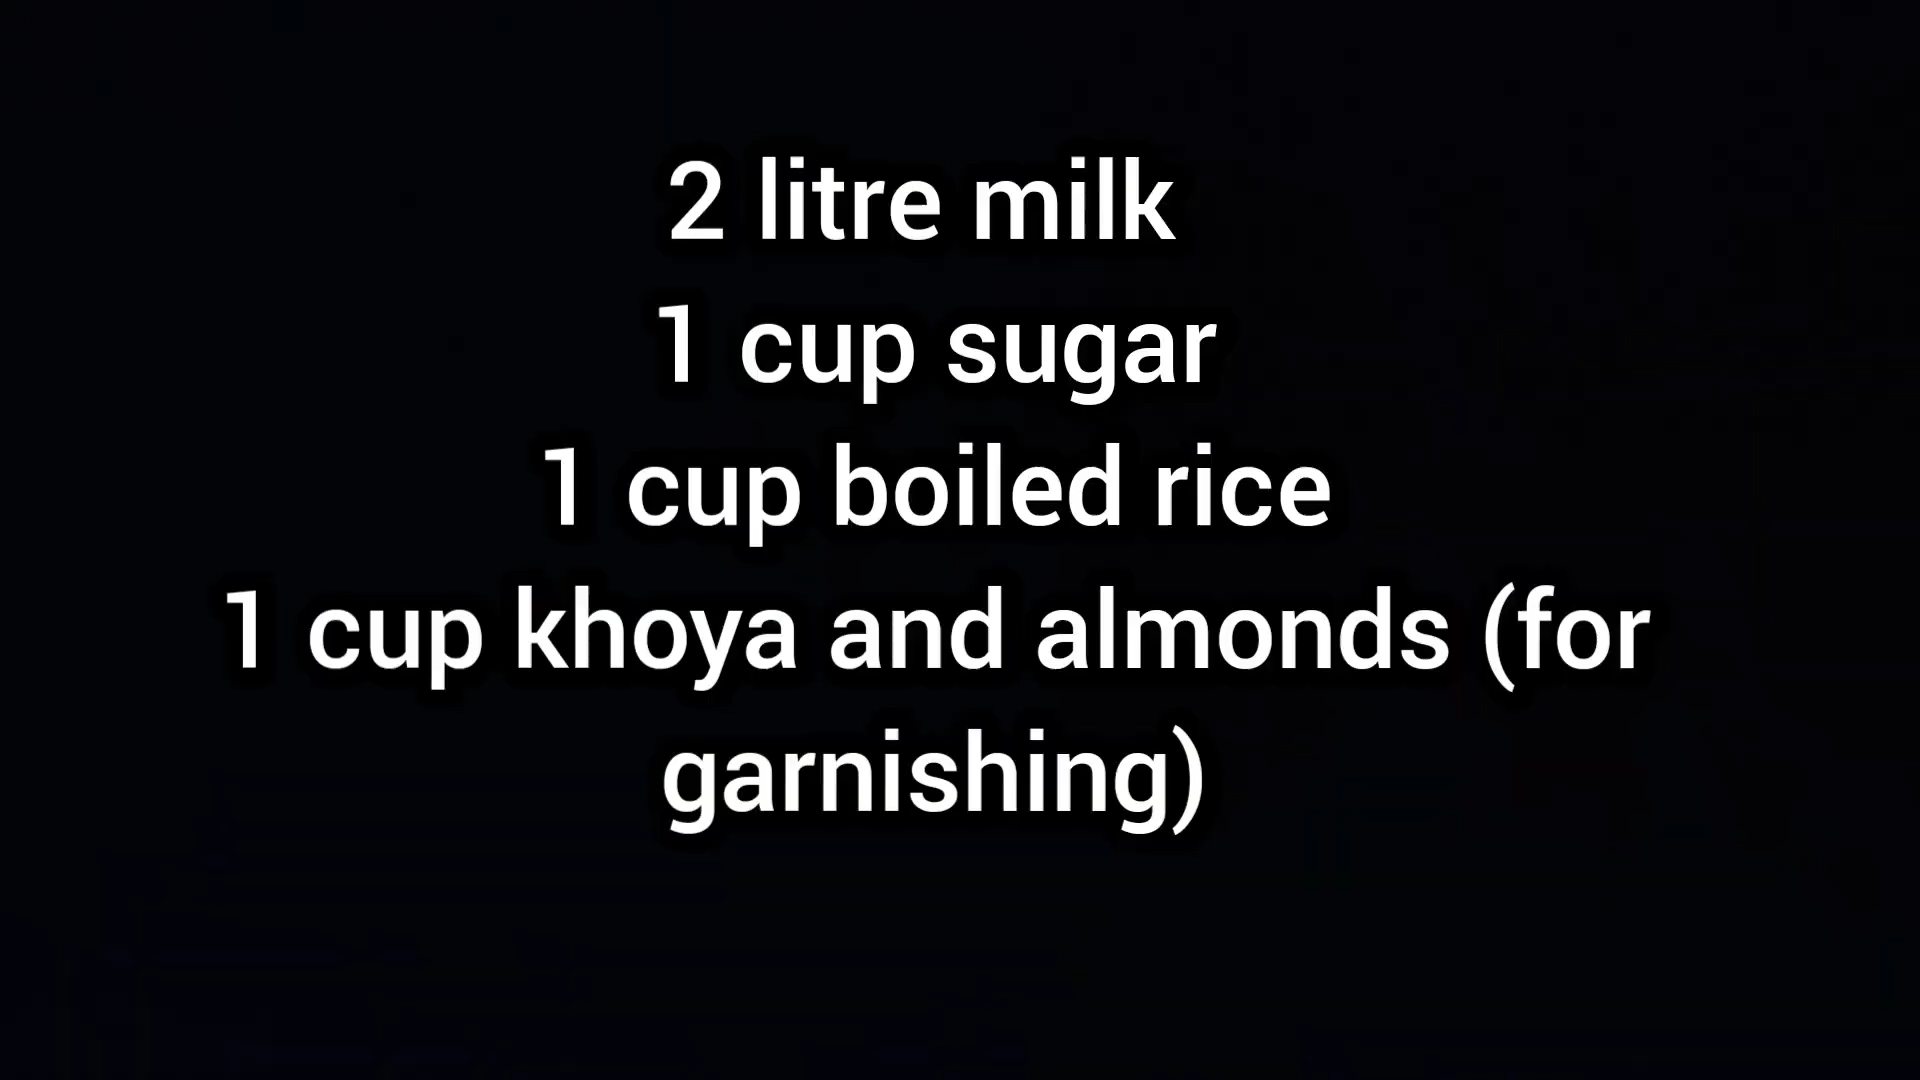 2 litre milk
1 cup sugar
1 cup boiled rice
1 cup khoya and almonds (for
garnishing)